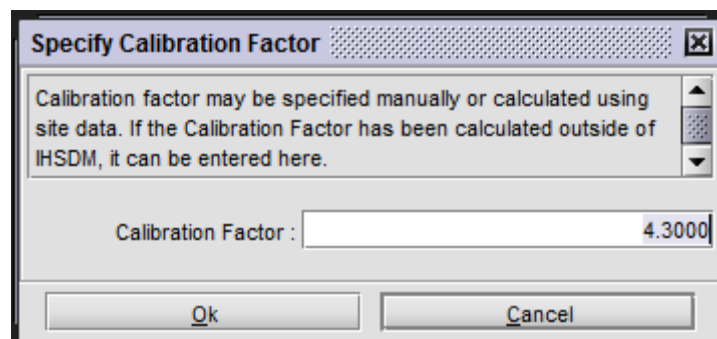 Specify Calibration Factor
Calibration factor may be specified manually or calculated using
site data. If the Calibration Factor has been calculated outside of
IHSDM, it can be entered here.
Calibration Factor : 4.3000
Ok Cancel